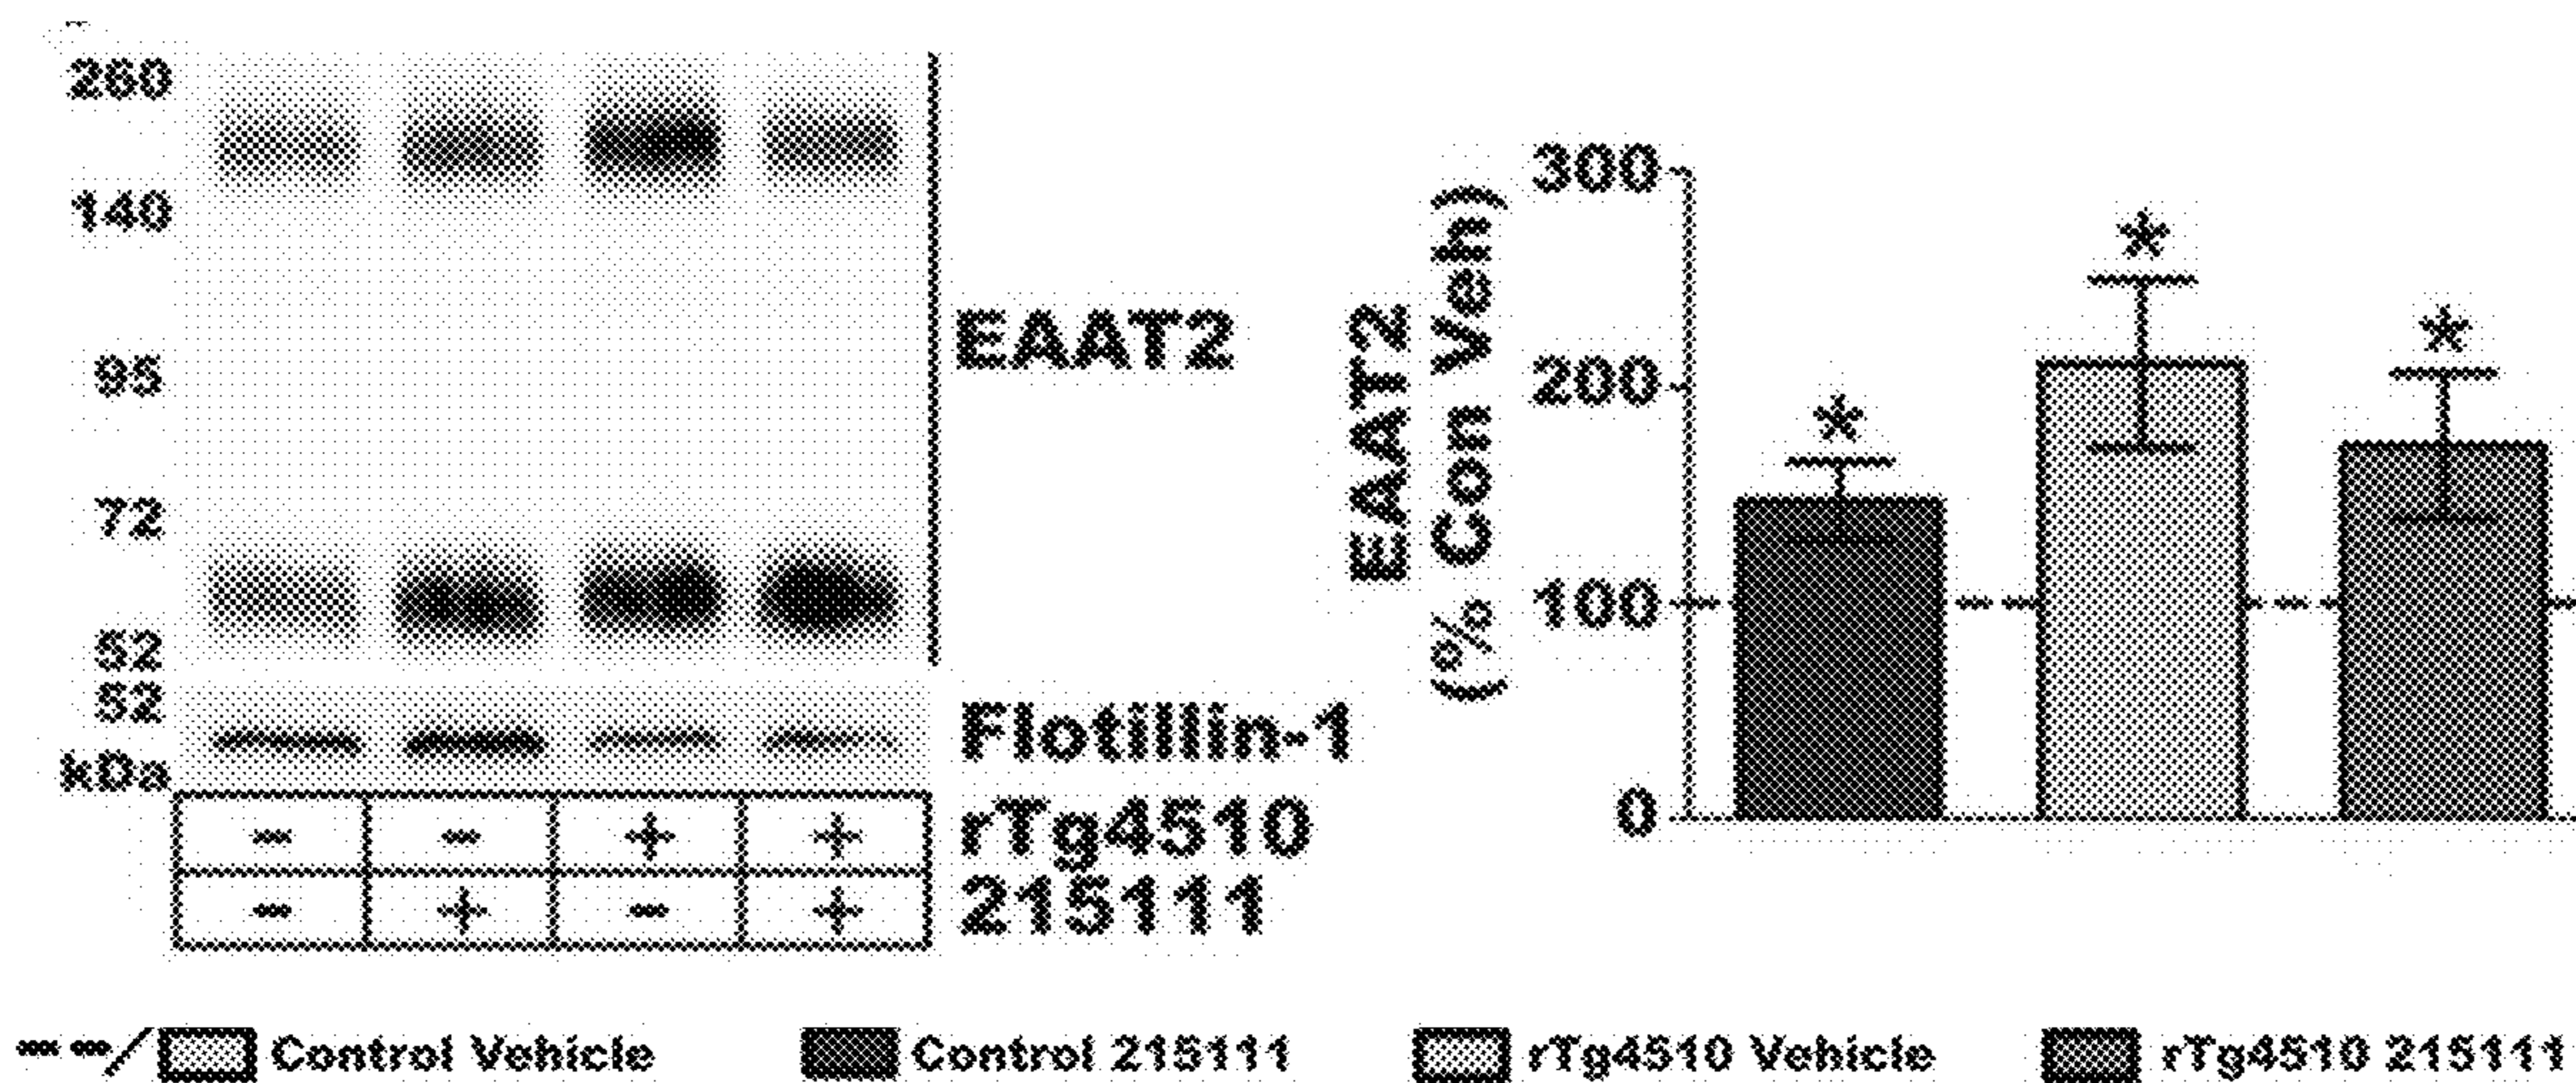 260
140
95
72
52
52
kDa
EAAT2
Flotillin-1
- - + + rTg4510
- + - + 215111
EAAT2
(% Con Veh)
300
200
100
0
* * *
--/ Control Vehicle Control 215111 rTg4510 Vehicle rTg4510 215111